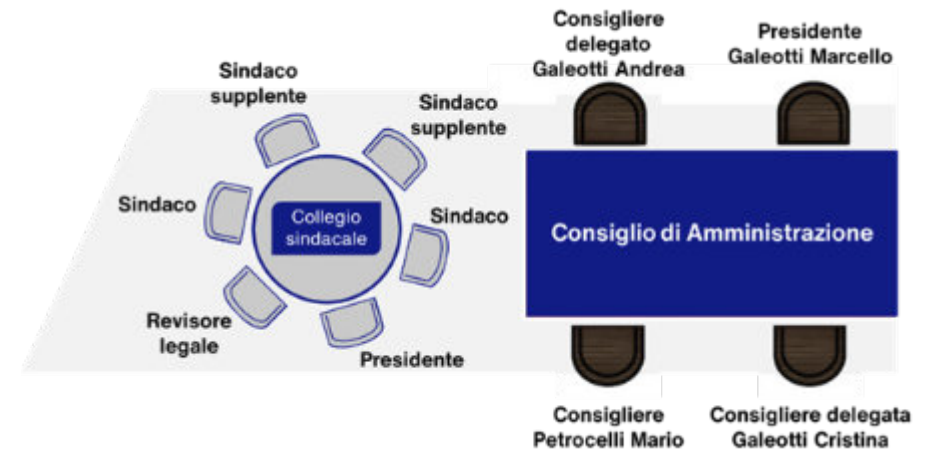 Consigliere
delegato
Galeotti Andrea
Presidente
Galeotti Marcello
Sindaco
supplente
Sindaco
supplente
Sindaco
Collegio
sindacale
Sindaco
Consiglio di Amministrazione
Revisore
legale
Presidente
Consigliere
Petrocelli Mario
Consigliere delegata
Galeotti Cristina